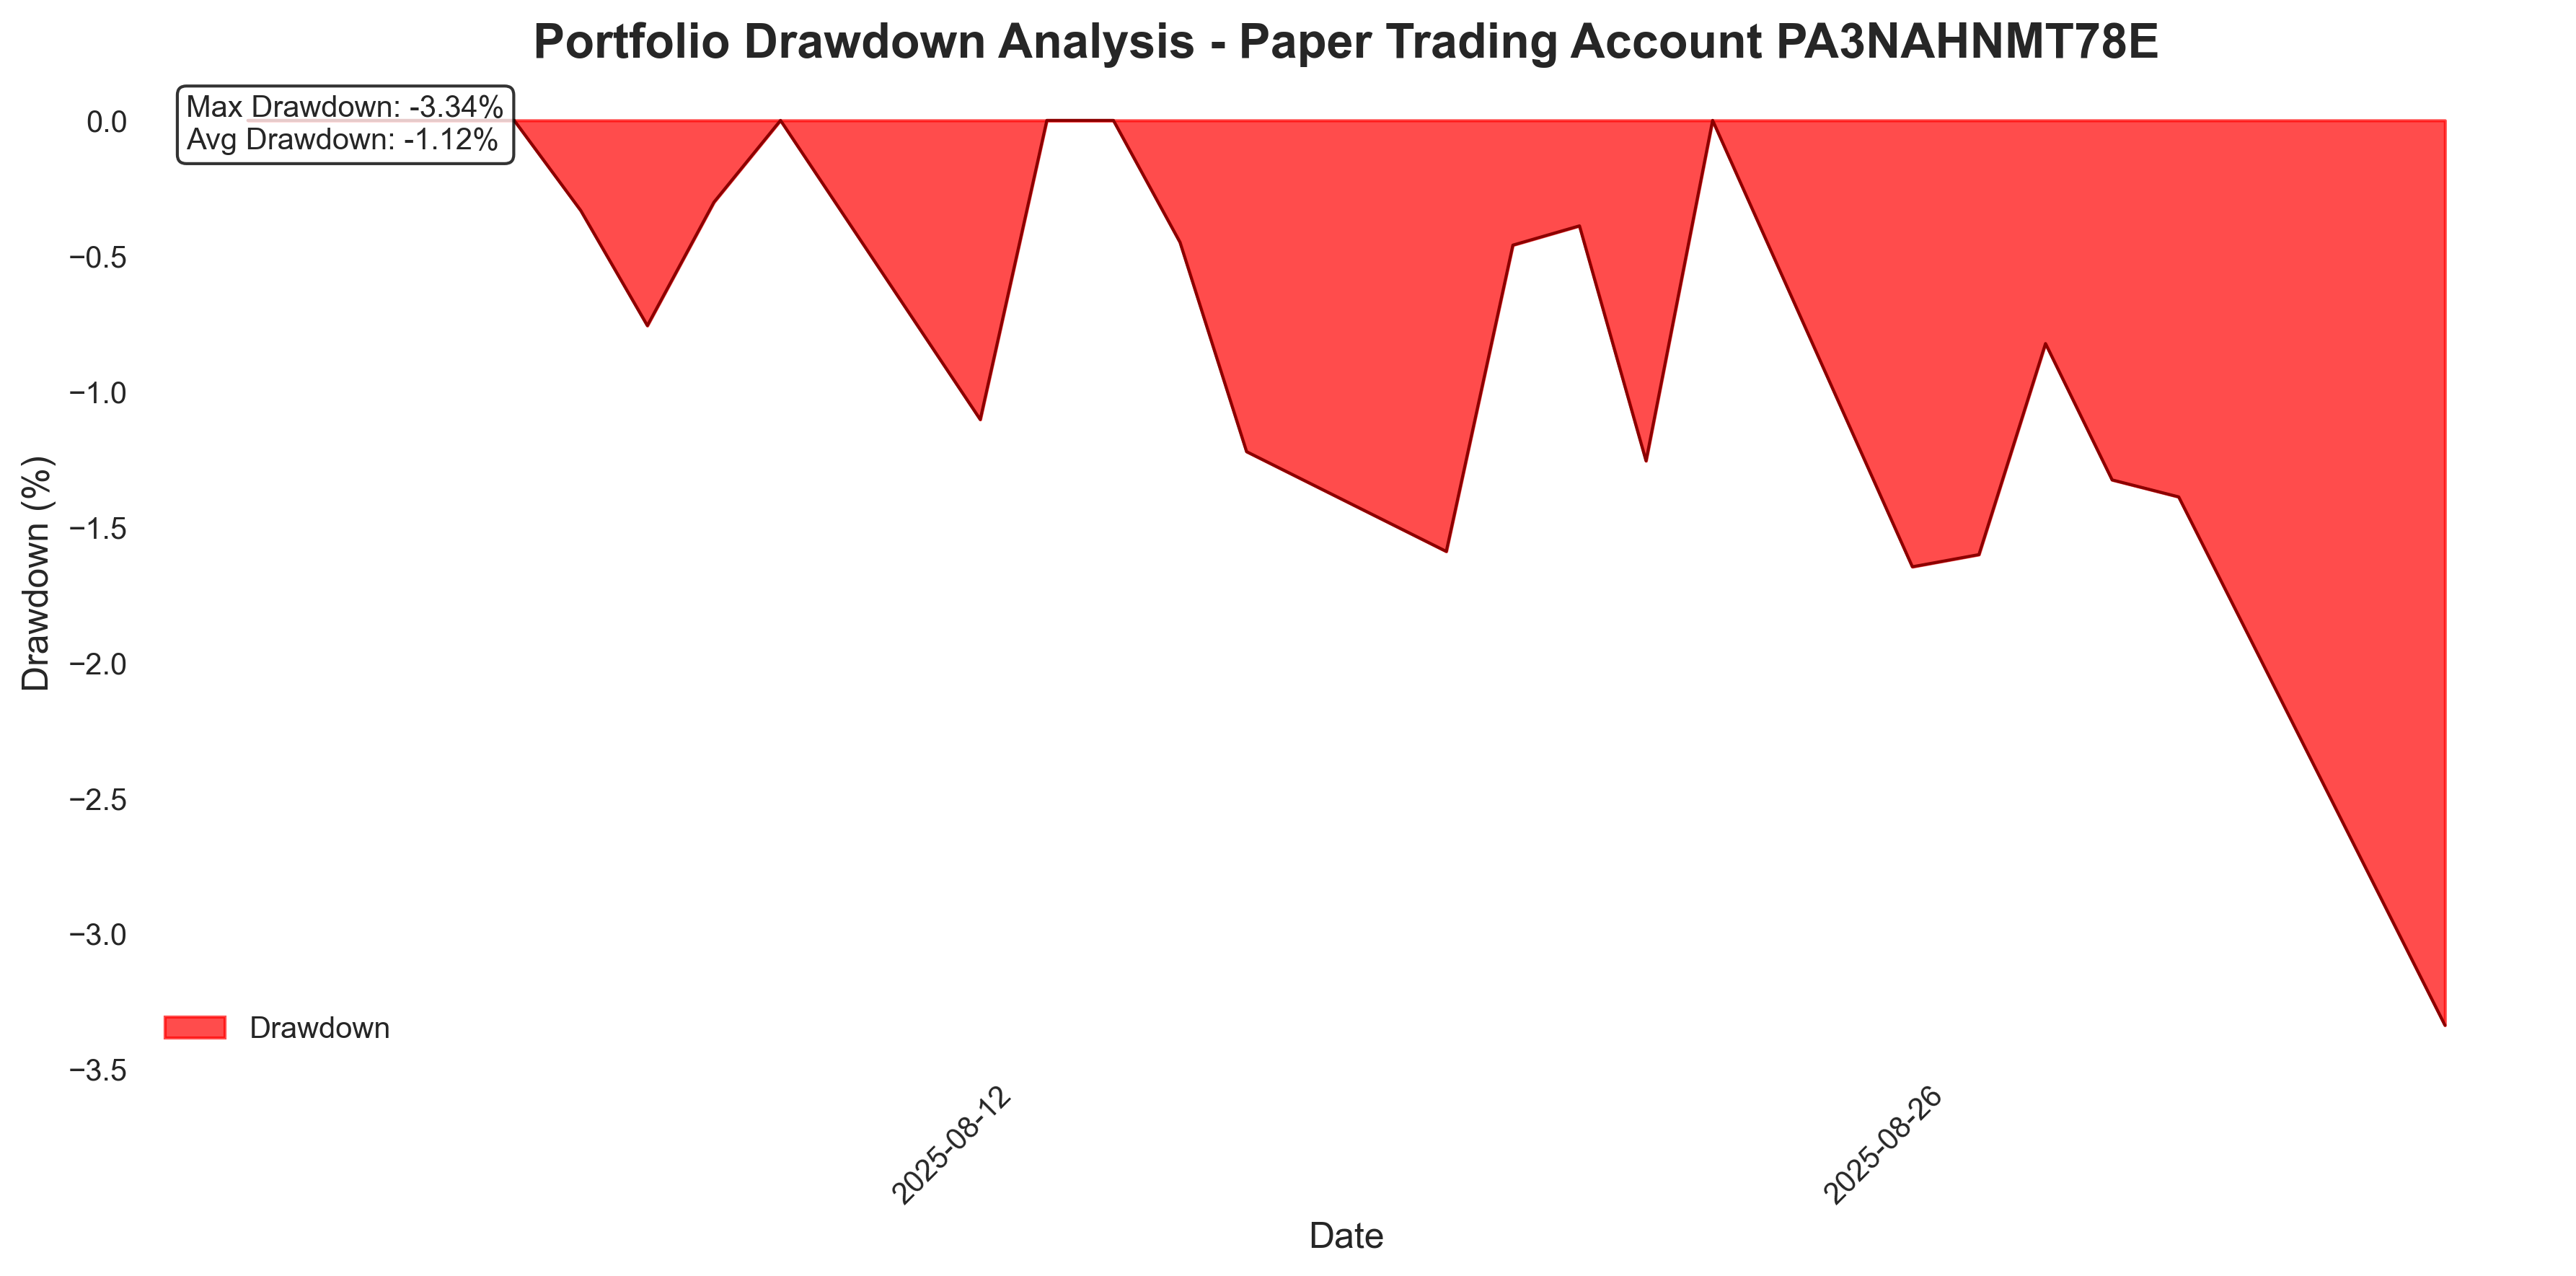 Portfolio Drawdown Analysis - Paper Trading Account PA3NAHNMT78E
Max Drawdown: -3.34%
Avg Drawdown: -1.12%
0.0
−0.5
−1.0
−1.5
−2.0
−2.5
−3.0
−3.5
Drawdown (%)
Drawdown
2025-08-12
2025-08-26
Date